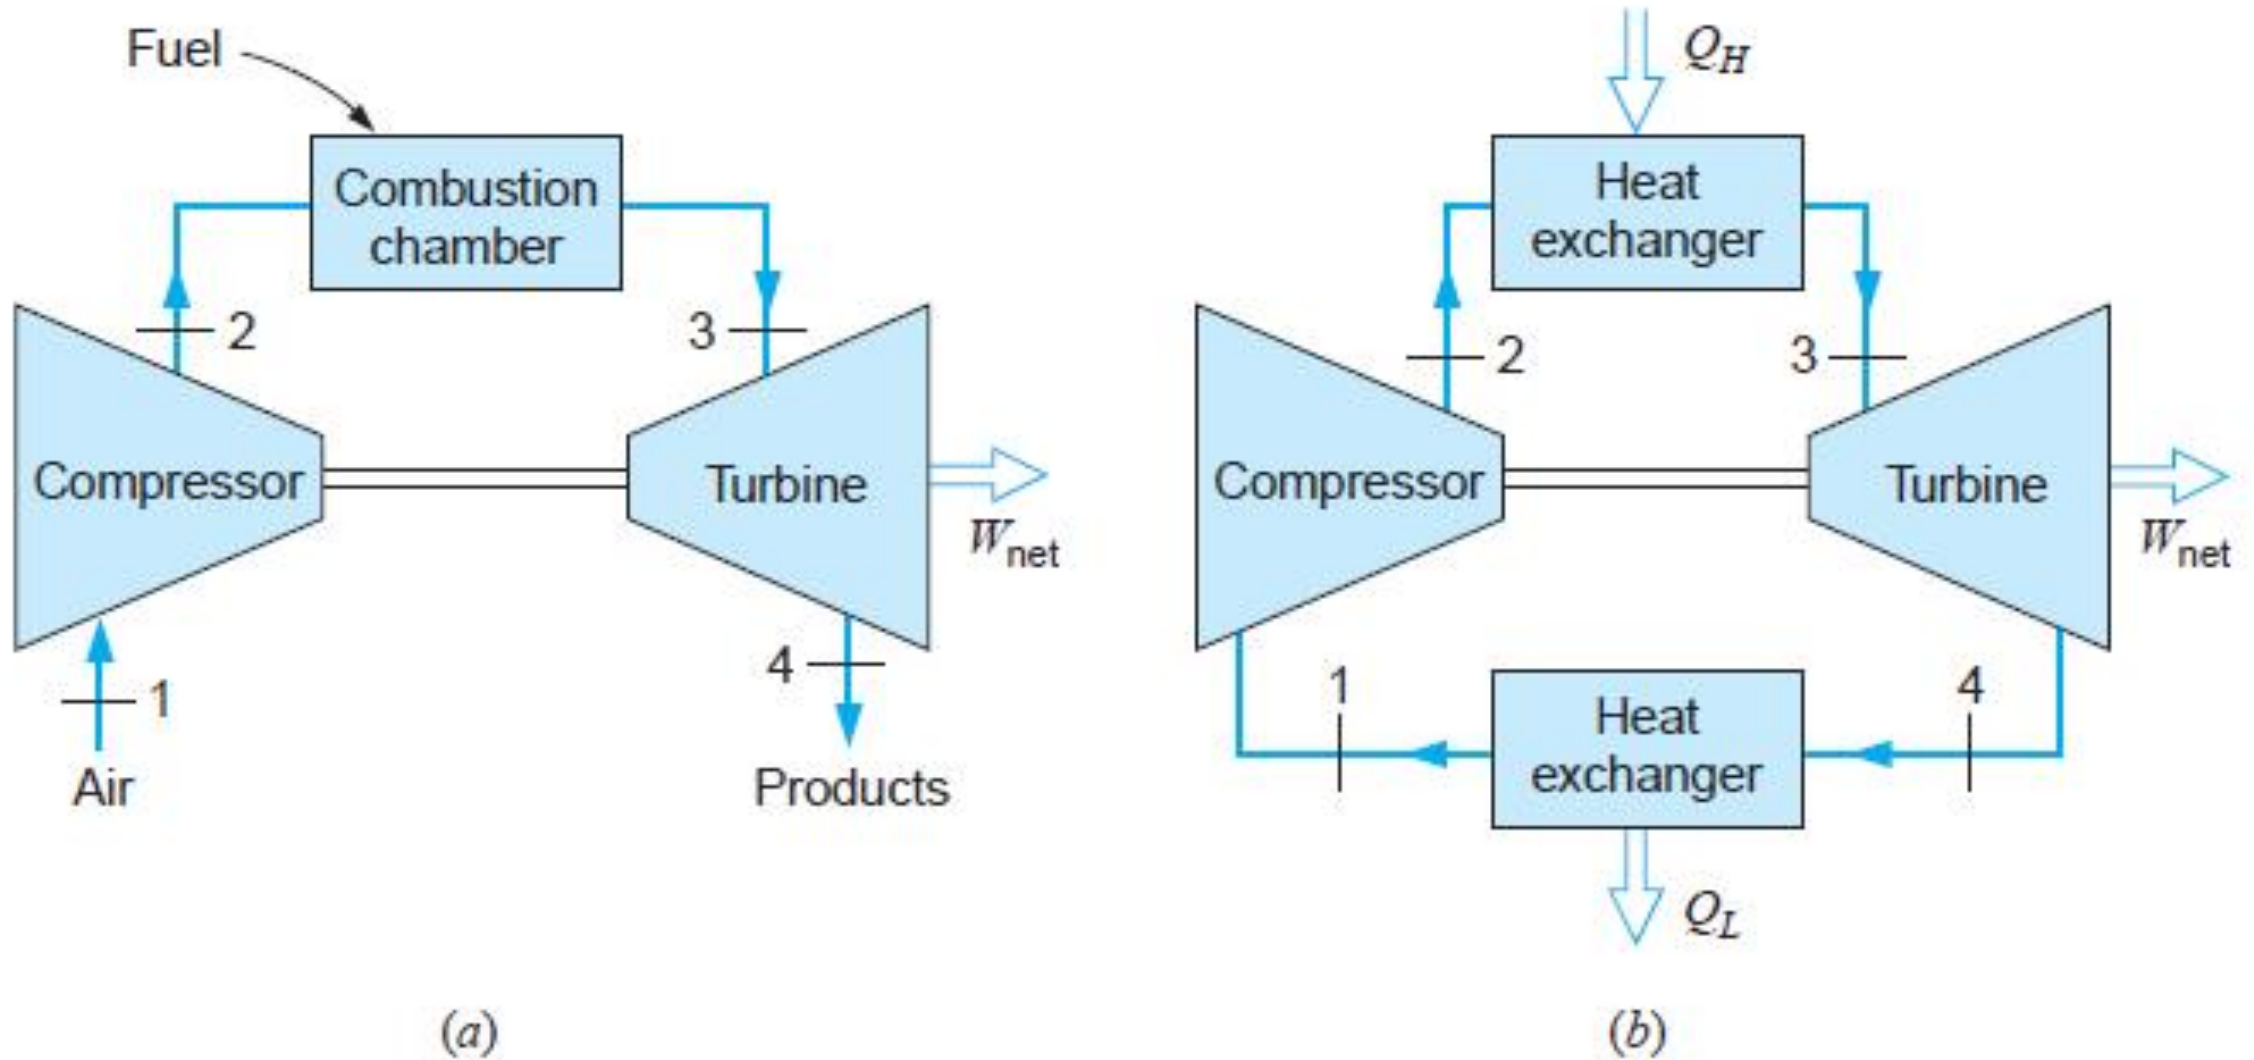 Fuel
Combustion
chamber
2
3
Compressor
Turbine
W_net
1
4
Air
Products
(a)
Q_H
Heat
exchanger
2
3
Compressor
Turbine
W_net
1
4
Heat
exchanger
Q_L
(b)